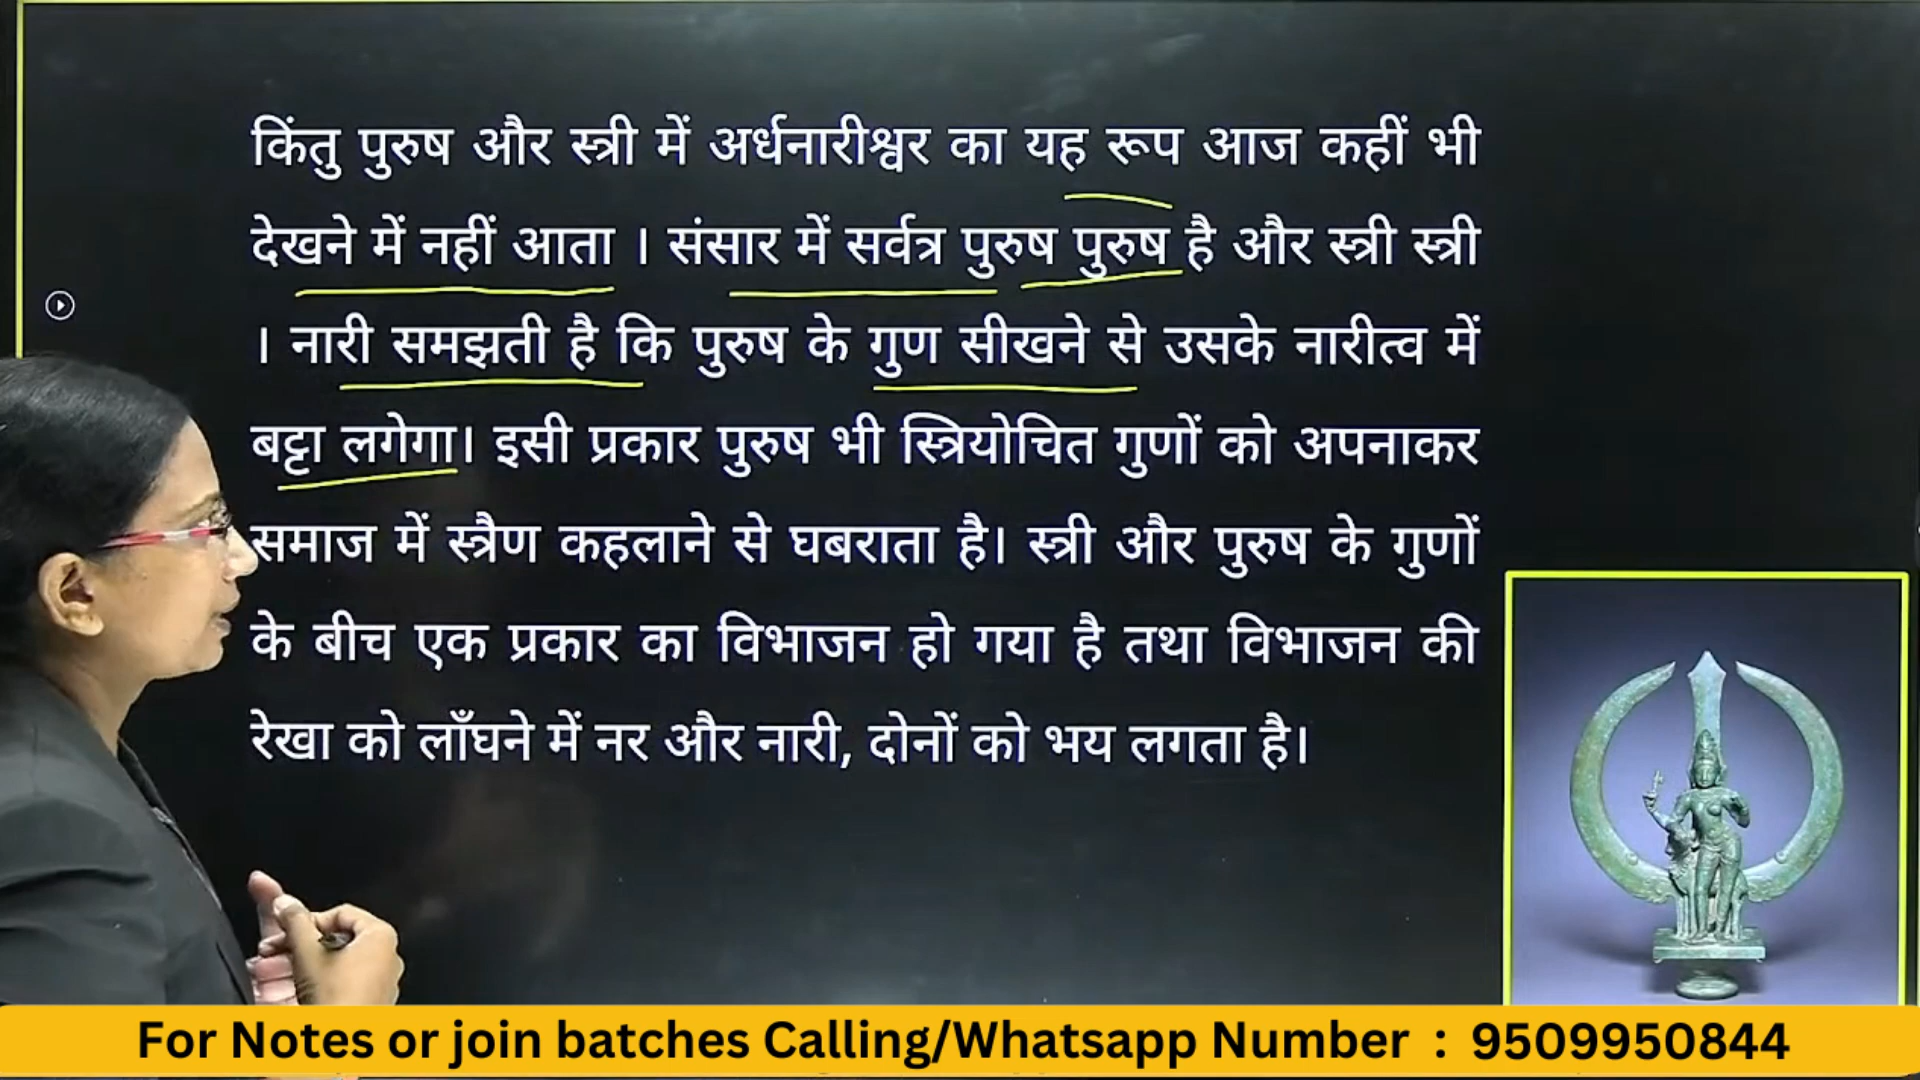 किंतु पुरुष और स्त्री में अर्धनारीश्वर का यह रूप आज कहीं भी
देखने में नहीं आता । संसार में सर्वत्र पुरुष पुरुष है और स्त्री स्त्री
। नारी समझती है कि पुरुष के गुण सीखने से उसके नारीत्व में
बट्टा लगेगा। इसी प्रकार पुरुष भी स्त्रियोचित गुणों को अपनाकर
समाज में स्त्रैण कहलाने से घबराता है। स्त्री और पुरुष के गुणों
के बीच एक प्रकार का विभाजन हो गया है तथा विभाजन की
रेखा को लाँघने में नर और नारी, दोनों को भय लगता है।
For Notes or join batches Calling/Whatsapp Number : 9509950844